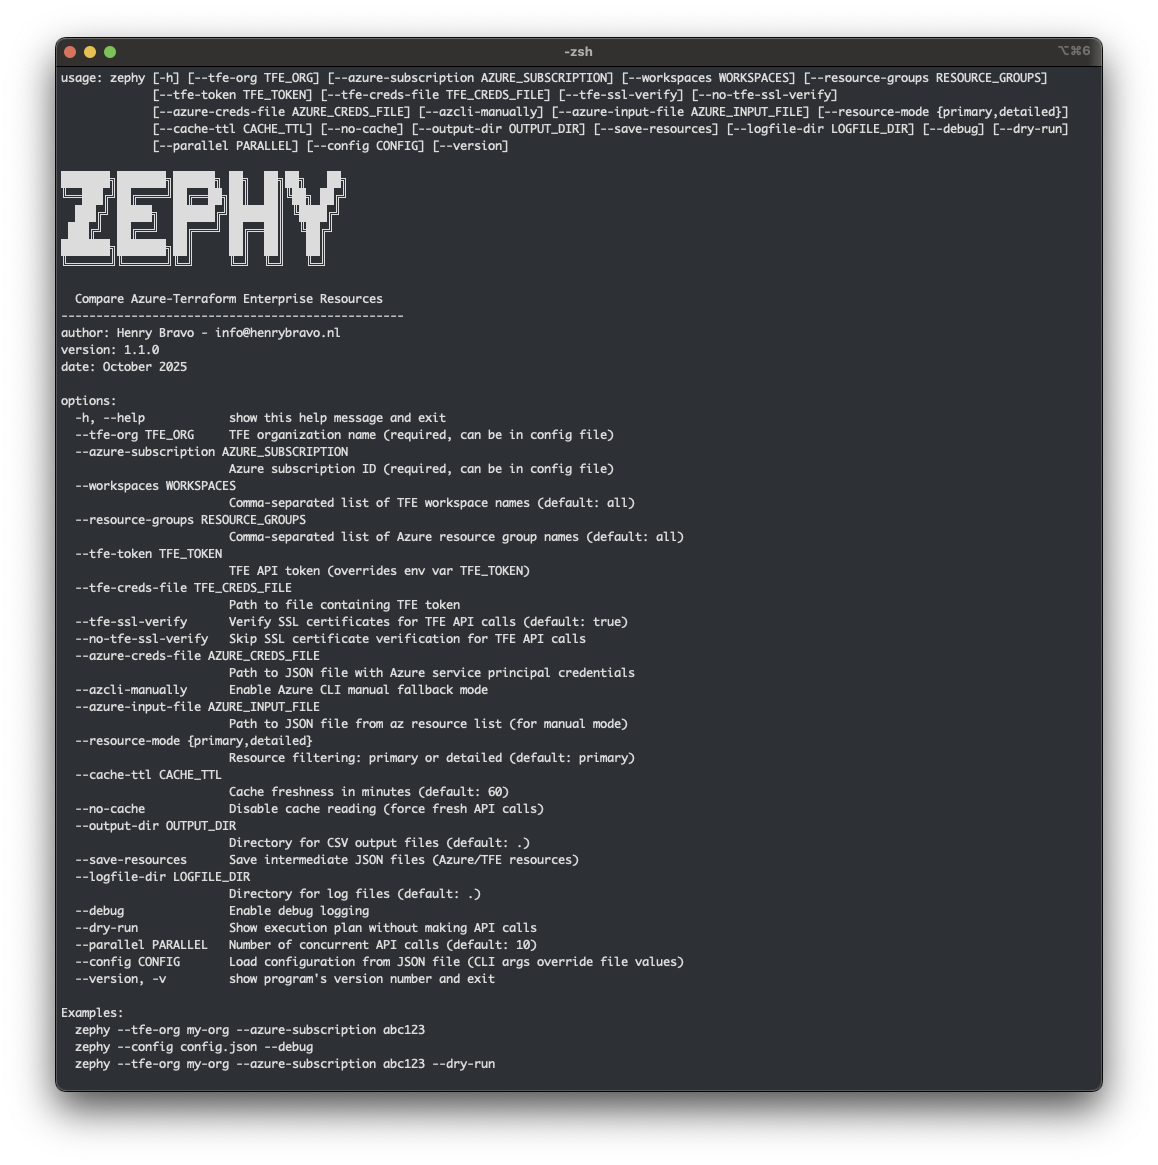 -zsh
⌥⌘6
usage: zephy [-h] [--tfe-org TFE_ORG] [--azure-subscription AZURE_SUBSCRIPTION] [--workspaces WORKSPACES] [--resource-groups RESOURCE_GROUPS]
[--tfe-token TFE_TOKEN] [--tfe-creds-file TFE_CREDS_FILE] [--tfe-ssl-verify] [--no-tfe-ssl-verify]
[--azure-creds-file AZURE_CREDS_FILE] [--azcli-manually] [--azure-input-file AZURE_INPUT_FILE] [--resource-mode {primary,detailed}]
[--cache-ttl CACHE_TTL] [--no-cache] [--output-dir OUTPUT_DIR] [--save-resources] [--logfile-dir LOGFILE_DIR] [--debug] [--dry-run]
[--parallel PARALLEL] [--config CONFIG] [--version]
ZEPHY
Compare Azure-Terraform Enterprise Resources
-------------------------------------------------
author: Henry Bravo - info@henrybravo.nl
version: 1.1.0
date: October 2025
options:
-h, --help show this help message and exit
--tfe-org TFE_ORG TFE organization name (required, can be in config file)
--azure-subscription AZURE_SUBSCRIPTION
Azure subscription ID (required, can be in config file)
--workspaces WORKSPACES
Comma-separated list of TFE workspace names (default: all)
--resource-groups RESOURCE_GROUPS
Comma-separated list of Azure resource group names (default: all)
--tfe-token TFE_TOKEN
TFE API token (overrides env var TFE_TOKEN)
--tfe-creds-file TFE_CREDS_FILE
Path to file containing TFE token
--tfe-ssl-verify Verify SSL certificates for TFE API calls (default: true)
--no-tfe-ssl-verify Skip SSL certificate verification for TFE API calls
--azure-creds-file AZURE_CREDS_FILE
Path to JSON file with Azure service principal credentials
--azcli-manually Enable Azure CLI manual fallback mode
--azure-input-file AZURE_INPUT_FILE
Path to JSON file from az resource list (for manual mode)
--resource-mode {primary,detailed}
Resource filtering: primary or detailed (default: primary)
--cache-ttl CACHE_TTL
Cache freshness in minutes (default: 60)
--no-cache Disable cache reading (force fresh API calls)
--output-dir OUTPUT_DIR
Directory for CSV output files (default: .)
--save-resources Save intermediate JSON files (Azure/TFE resources)
--logfile-dir LOGFILE_DIR
Directory for log files (default: .)
--debug Enable debug logging
--dry-run Show execution plan without making API calls
--parallel PARALLEL Number of concurrent API calls (default: 10)
--config CONFIG Load configuration from JSON file (CLI args override file values)
--version, -v show program's version number and exit
Examples:
zephy --tfe-org my-org --azure-subscription abc123
zephy --config config.json --debug
zephy --tfe-org my-org --azure-subscription abc123 --dry-run